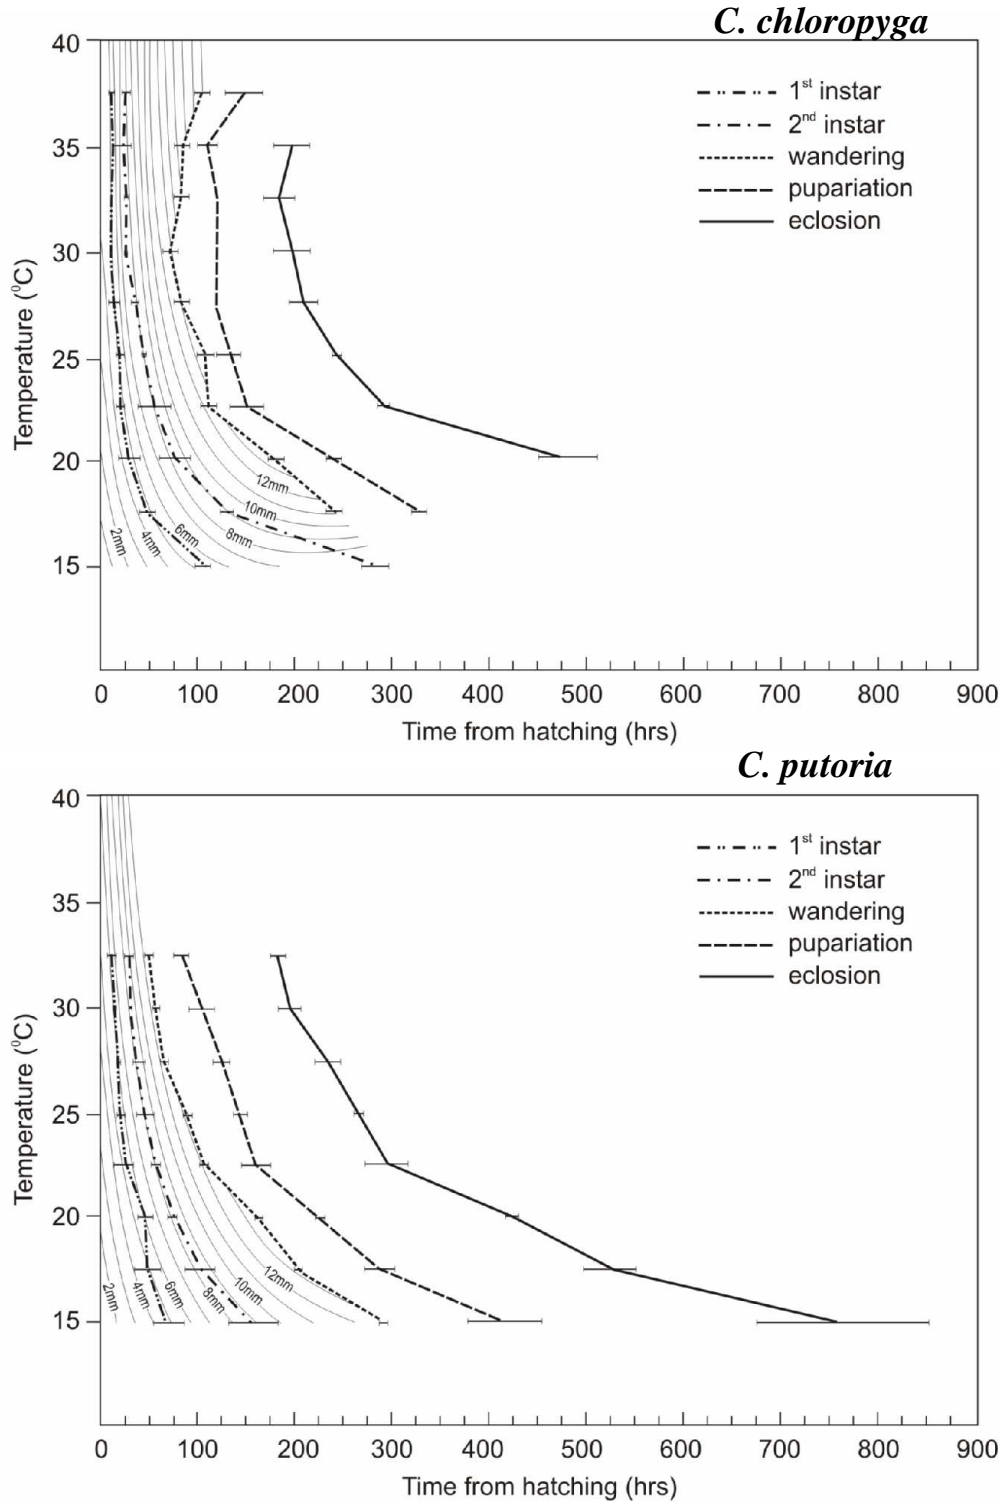 C. chloropyga
40
35
30
25
20
15
Temperature (⁰C)
1st instar
2nd instar
wandering
pupariation
eclosion
2mm
4mm
6mm
8mm
10mm
12mm
0 100 200 300 400 500 600 700 800 900
Time from hatching (hrs)
C. putoria
40
35
30
25
20
15
Temperature (⁰C)
1st instar
2nd instar
wandering
pupariation
eclosion
2mm
4mm
6mm
8mm
10mm
12mm
0 100 200 300 400 500 600 700 800 900
Time from hatching (hrs)